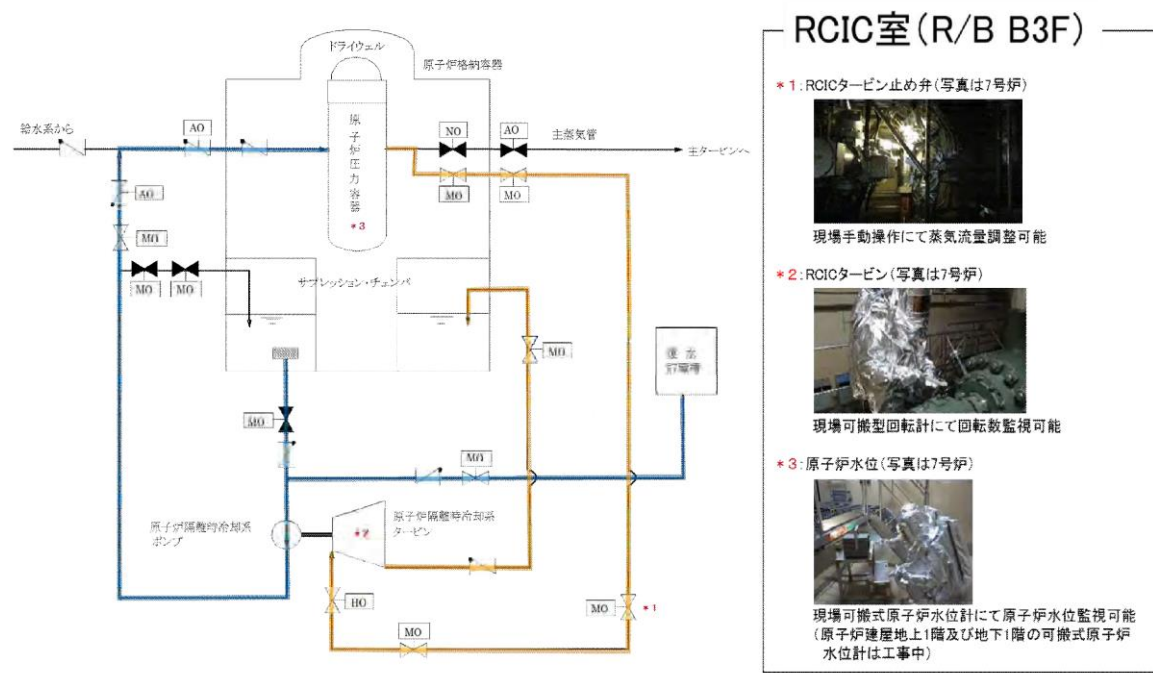 ドライウェル
原子炉格納容器
給水系から
AO
NO
AO
主蒸気管
主タービンへ
原子炉圧力容器
*3
MO
MO
AO
MO
MO
MO
サプレッション・チェンバ
MO
MO
MO
原子炉隔離時冷却系
ポンプ
*2
原子炉隔離時冷却系
タービン
HO
MO
MO
*1
RCIC室(R/B B3F)
*1:RCICタービン止め弁(写真は7号炉)
現場手動操作にて蒸気流量調整可能
*2:RCICタービン(写真は7号炉)
現場可搬型回転計にて回転数監視可能
*3:原子炉水位(写真は7号炉)
現場可搬式原子炉水位計にて原子炉水位監視可能
(原子炉建屋地上1階及び地下1階の可搬式原子炉
水位計は工事中)